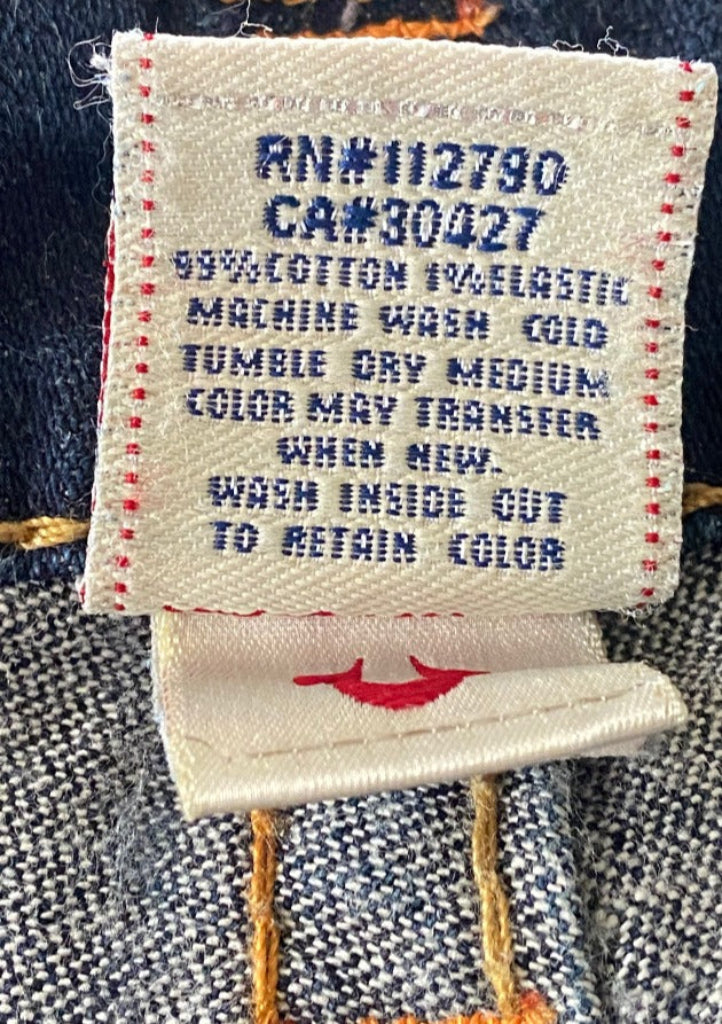 RN#112790
CA#30427
99%COTTON 1%ELASTIC
MACHINE WASH COLD
TUMBLE DRY MEDIUM
COLOR MAY TRANSFER
WHEN NEW.
WASH INSIDE OUT
TO RETAIN COLOR